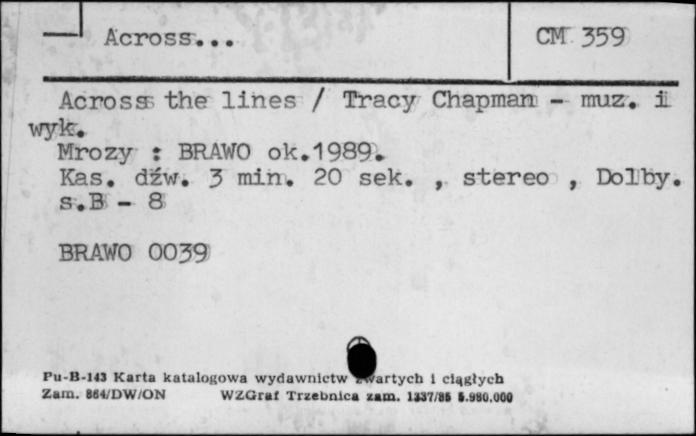 Across... CM 359
Across the lines / Tracy Chapman - muz. i
wyk.
Mrozy : BRAWO ok.1989.
Kas. dźw. 3 min. 20 sek. , stereo , Dolby.
s.B - 8
BRAWO 0039
Pu-B-143 Karta katalogowa wydawnictw zwartych i ciągłych
Zam. 864/DW/ON WZGraf Trzebnica zam. 1337/85 5.980.000